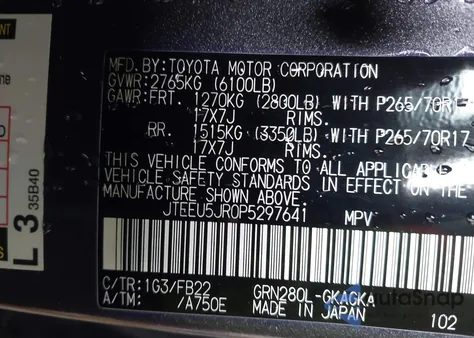 MFD. BY: TOYOTA MOTOR CORPORATION
GVWR: 2765KG (6100LB)
GAWR: FRT. 1270KG (2800LB) WITH P265/70R17
17X7J RIMS.
RR. 1515KG (3350LB) WITH P265/70R17
17X7J RIMS.
THIS VEHICLE CONFORMS TO ALL APPLICABLE
VEHICLE SAFETY STANDARDS IN EFFECT ON THE
MANUFACTURE SHOWN ABOVE.
JTEEU5JR0P5297641 MPV
C/TR: 1G3/FB22 GRN280L-GKAGKA
A/TM: /A750E MADE IN JAPAN 102
L 3 35B40
AutoSnap